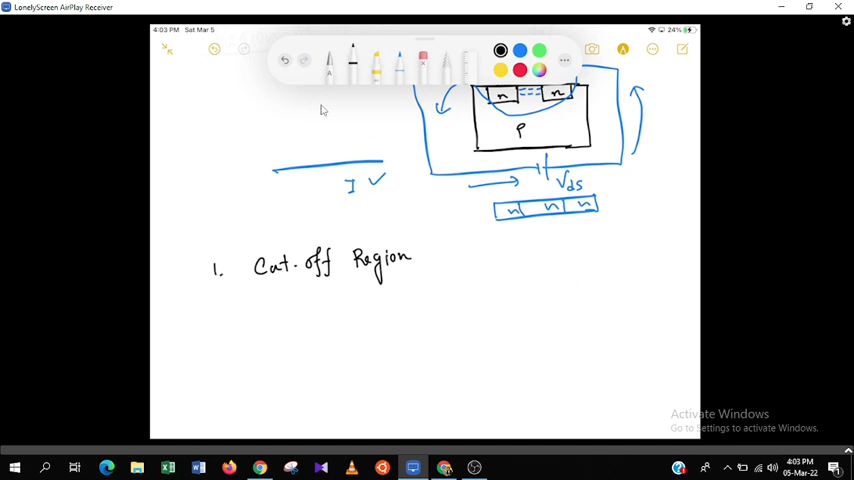 LonelyScreen AirPlay Receiver
4:03 PM Sat Mar 5
24%
A
n
n
P
I
Vds
n n n
1. Cut-off Region
Activate Windows
Go to Settings to activate Windows.
4:03 PM
05-Mar-22